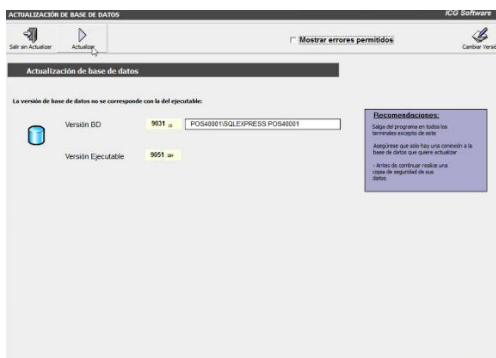 ACTUALIZACIÓN DE BASE DE DATOS
ICG Software
Salir sin Actualizar
Actualizar
Mostrar errores permitidos
Cambiar Versió
Actualización de base de datos
La versión de base de datos no se corresponde con la del ejecutable:
Versión BD
9031
POS40001\SQLEXPRESS:POS40001
Versión Ejecutable
9051
Recomendaciones:
Salga del programa en todos los
terminales excepto de este
Asegúrese que sólo hay una conexión a la
base de datos que quiere actualizar
- Antes de continuar realice una
copia de seguridad de sus
datos